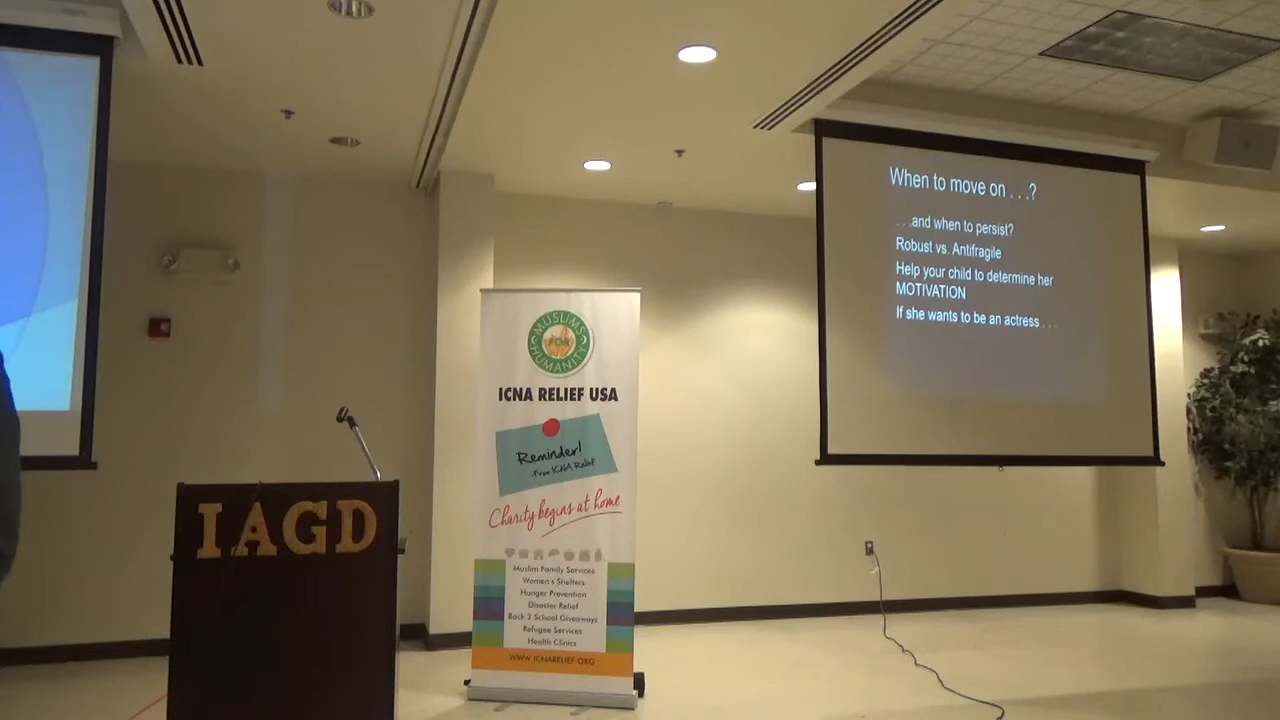 When to move on . . .?
. . .and when to persist?
Robust vs. Antifragile
Help your child to determine her
MOTIVATION
If she wants to be an actress . . .
MUSLIMS
FOR
HUMANITY
ICNA RELIEF USA
Reminder!
from ICNA Relief
Charity begins at home
Muslim Family Services
Women's Shelters
Hunger Prevention
Disaster Relief
Back 2 School Giveaways
Refugee Services
Health Clinics
WWW.ICNARELIEF.ORG
IAGD